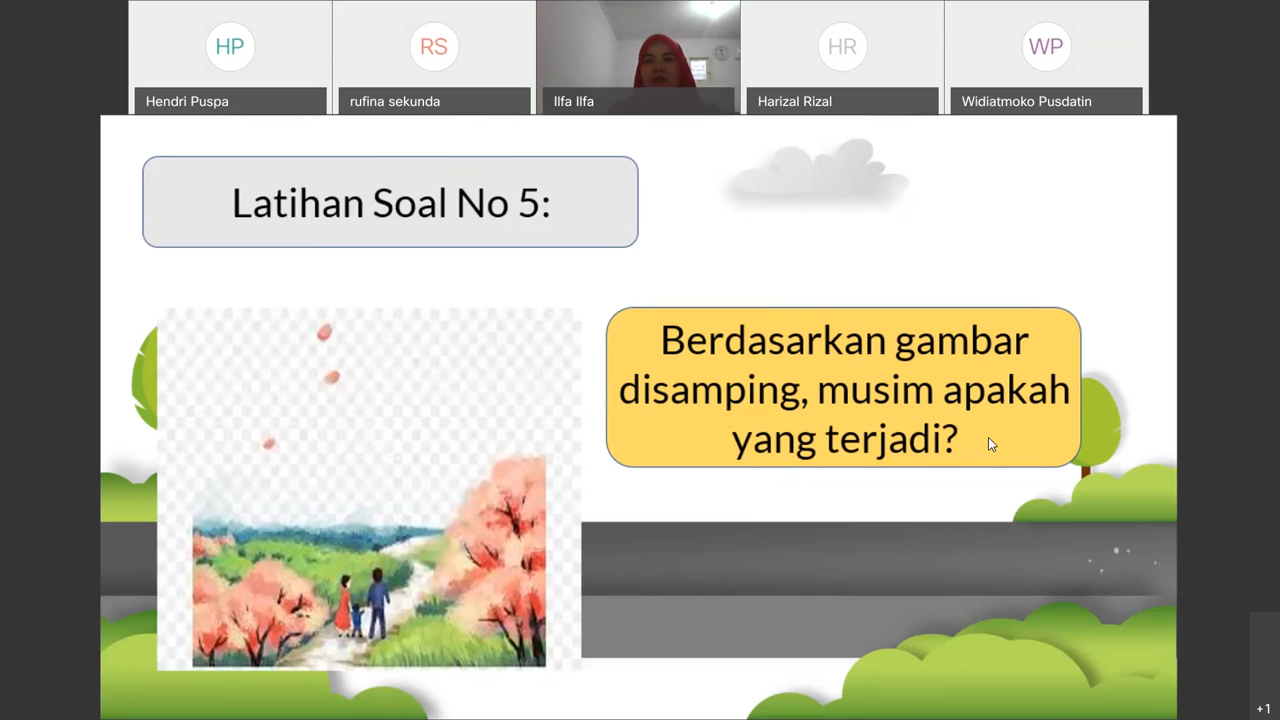 HP
RS
HR
WP
Hendri Puspa
rufina sekunda
Ilfa Ilfa
Harizal Rizal
Widiatmoko Pusdatin
Latihan Soal No 5:
Berdasarkan gambar
disamping, musim apakah
yang terjadi?
+1